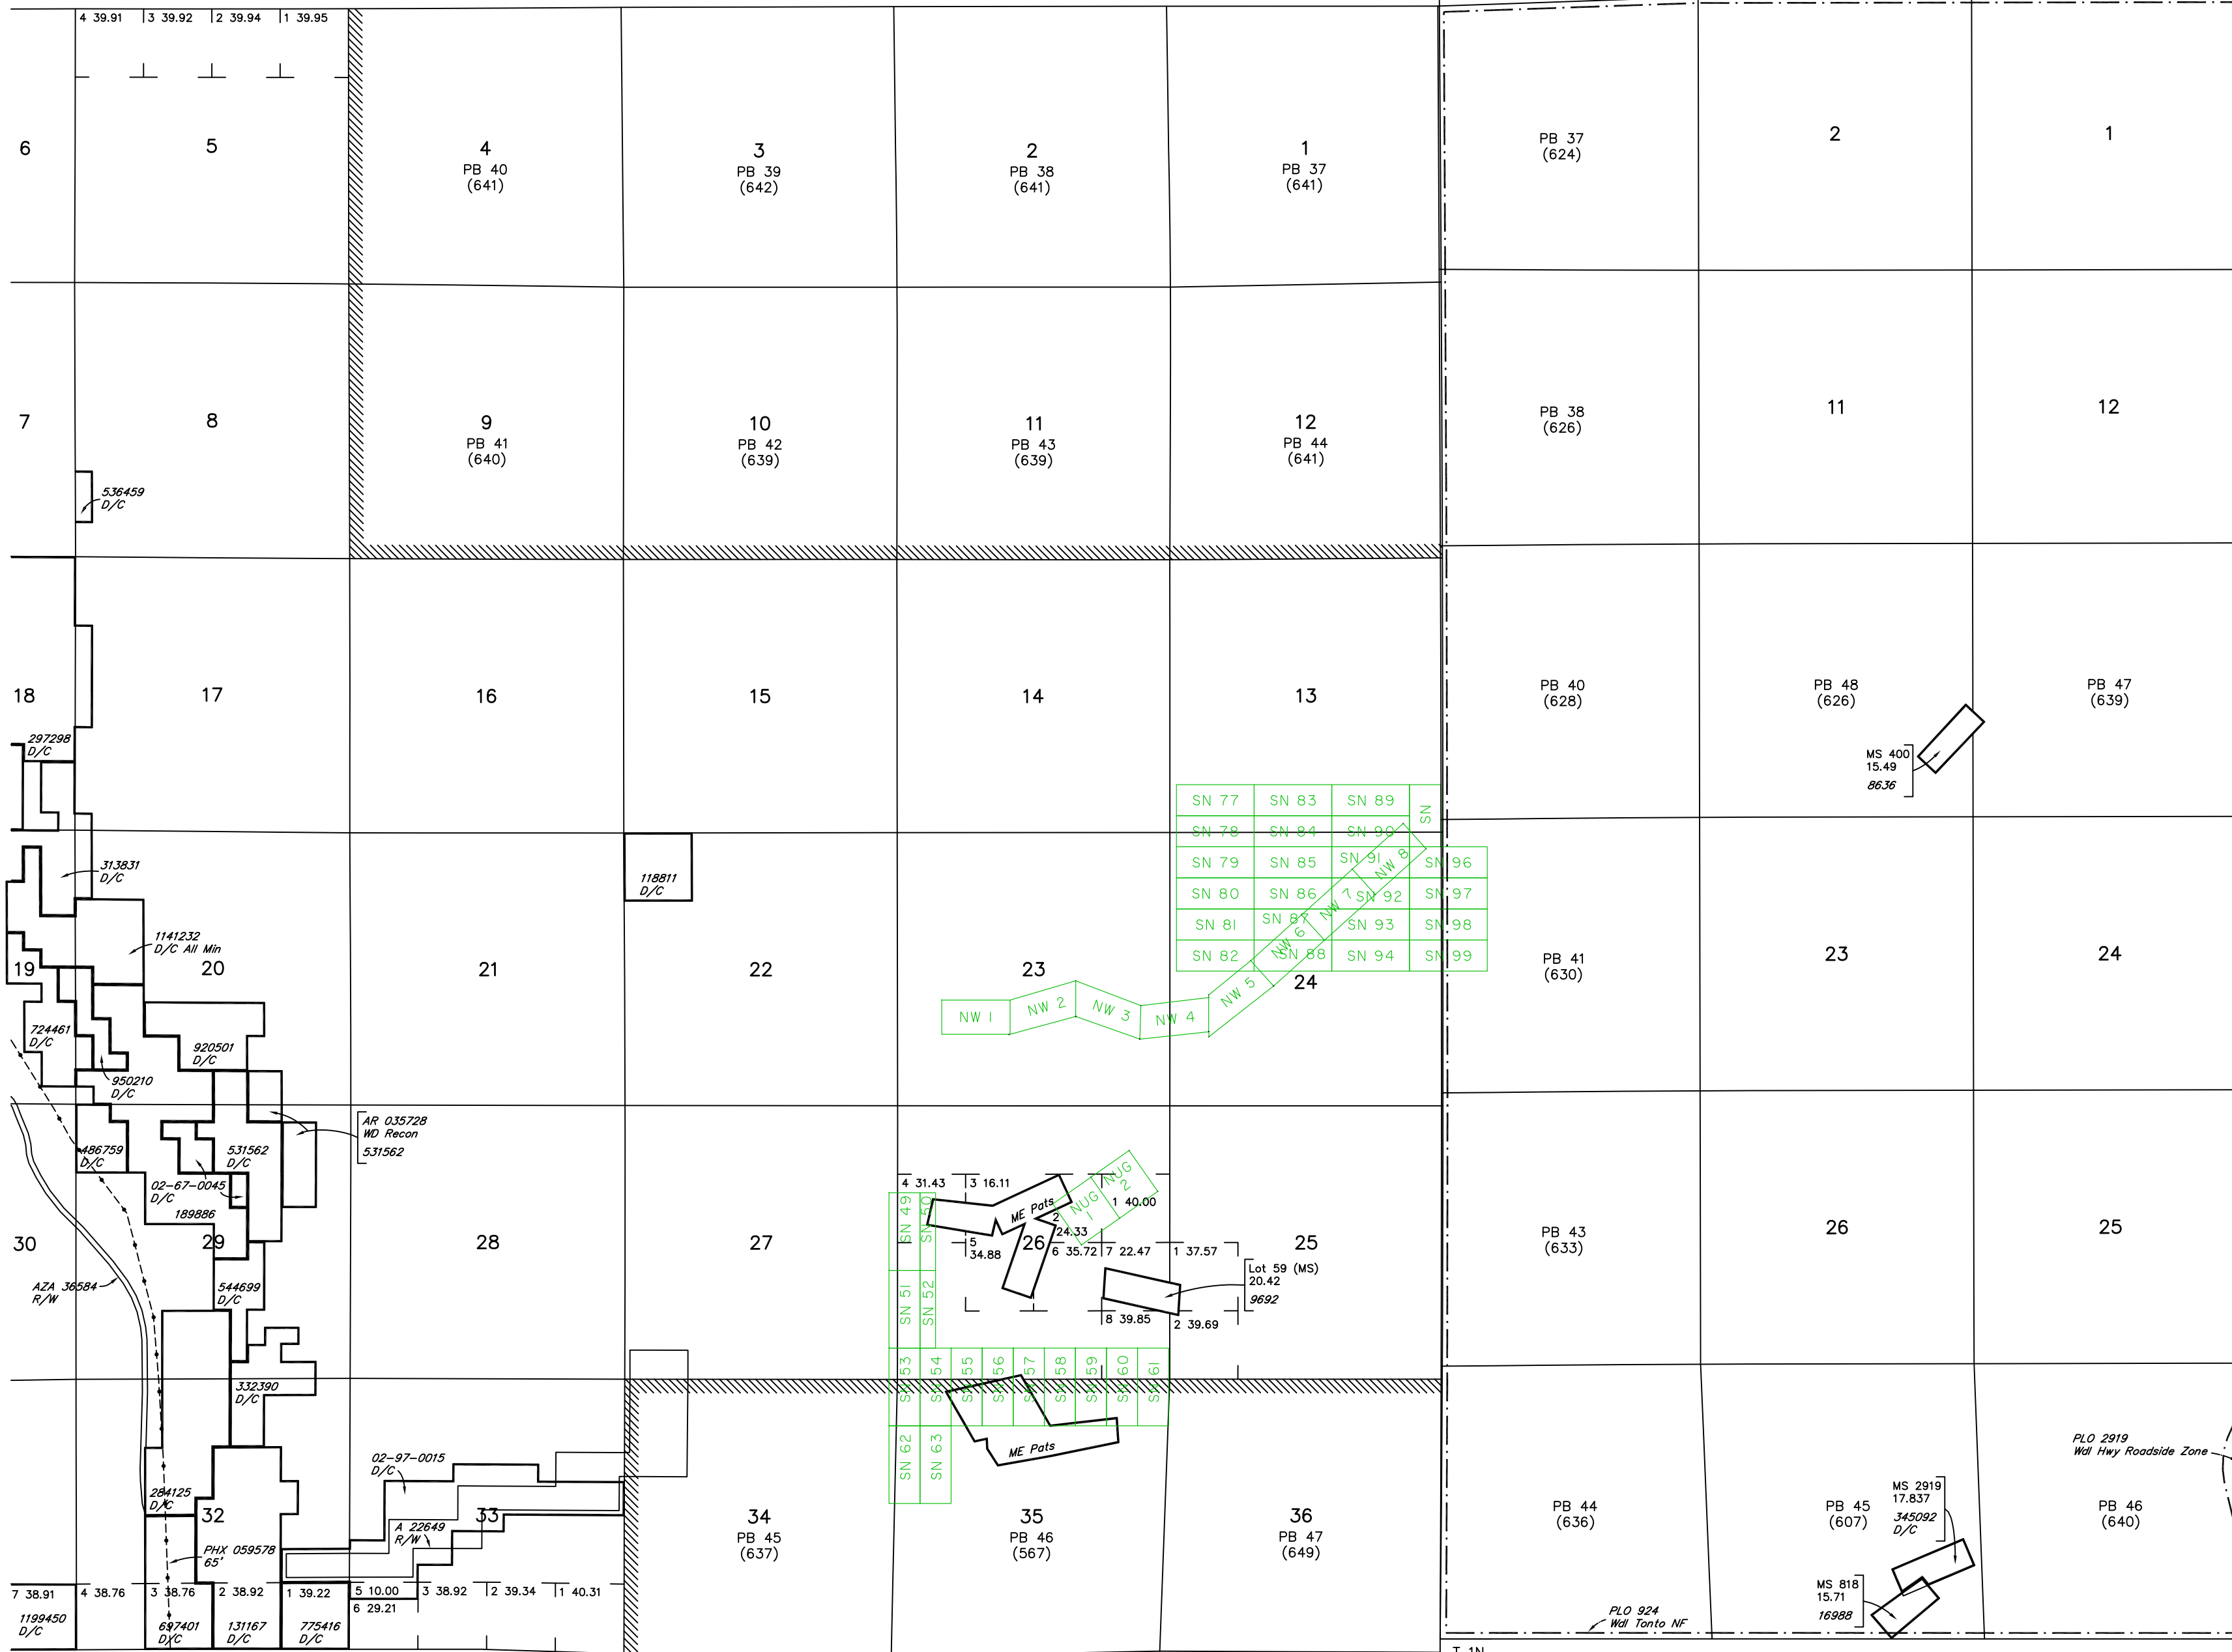 4 39.91
3 39.92
2 39.94
1 39.95
6
5
4
PB 40
(641)
3
PB 39
(642)
2
PB 38
(641)
1
PB 37
(641)
PB 37
(624)
2
1
7
8
9
PB 41
(640)
10
PB 42
(639)
11
PB 43
(639)
12
PB 44
(641)
PB 38
(626)
11
12
536459
D/C
18
17
16
15
14
13
PB 40
(628)
PB 48
(626)
PB 47
(639)
297298
D/C
MS 400
15.49
8636
SN 77
SN 83
SN 89
SN
SN 78
SN 84
SN 90
SN 79
SN 85
SN 91
NW 8
SN 96
SN 80
SN 86
NW 7
SN 92
SN 97
SN 81
SN 87
NW 6
SN 93
SN 98
SN 82
SN 88
SN 94
SN 99
313831
D/C
118811
D/C
1141232
D/C All Min
19
20
21
22
23
24
PB 41
(630)
23
24
NW 1
NW 2
NW 3
NW 4
NW 5
724461
D/C
920501
D/C
950210
D/C
AR 035728
WD Recon
531562
486759
D/C
531562
D/C
02-67-0045
D/C
189886
4 31.43
3 16.11
ME Pats
2
24.33
NUG
1
NUG
2
1 40.00
SN 49
SN 50
30
29
28
27
26
25
PB 43
(633)
26
25
5
34.88
6 35.72
7 22.47
1 37.57
Lot 59 (MS)
20.42
9692
AZA 36584
R/W
544699
D/C
SN 51
SN 52
8 39.85
2 39.69
332390
D/C
SN 53
SN 54
SN 55
SN 56
SN 57
SN 58
SN 59
SN 60
SN 61
SN 62
SN 63
ME Pats
02-97-0015
D/C
PLO 2919
Wdl Hwy Roadside Zone
284125
D/C
32
33
34
PB 45
(637)
35
PB 46
(567)
36
PB 47
(649)
PB 44
(636)
PB 45
(607)
MS 2919
17.837
345092
D/C
PB 46
(640)
A 22649
R/W
PHX 059578
65'
7 38.91
4 38.76
3 38.76
2 38.92
1 39.22
5 10.00
3 38.92
2 39.34
1 40.31
6 29.21
MS 818
15.71
16988
1199450
D/C
697401
D/C
131167
D/C
775416
D/C
PLO 924
Wdl Tonto NF
T 1N